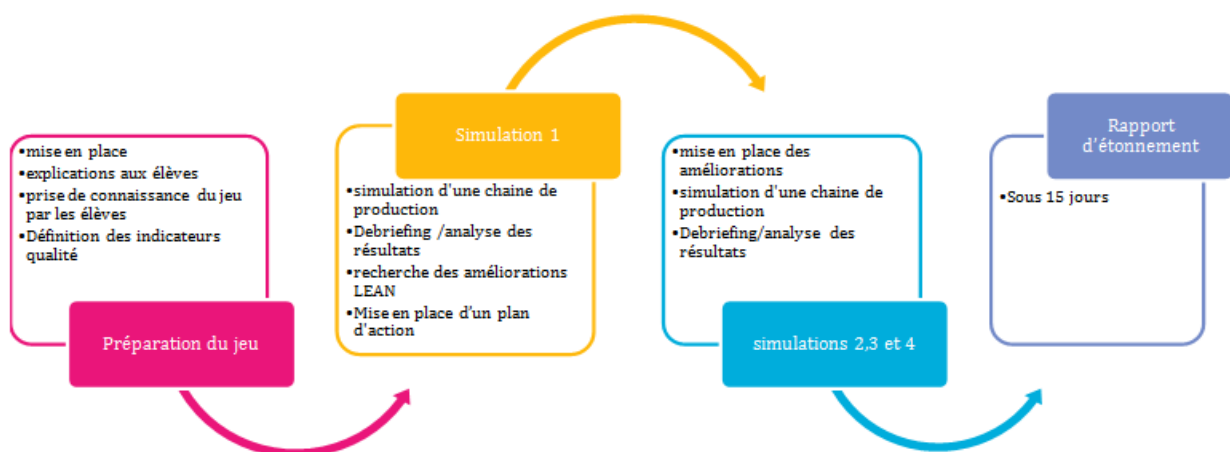 •mise en place
•explications aux élèves
•prise de connaissance du jeu
par les élèves
•Définition des indicateurs
qualité
Préparation du jeu
Simulation 1
•simulation d'une chaine de
production
•Debriefing /analyse des
résultats
•recherche des améliorations
LEAN
•Mise en place d'un plan
d'action
•mise en place des
améliorations
•simulation d'une chaine de
production
•Debriefing/analyse des
résultats
simulations 2,3 et 4
Rapport
d'étonnement
•Sous 15 jours